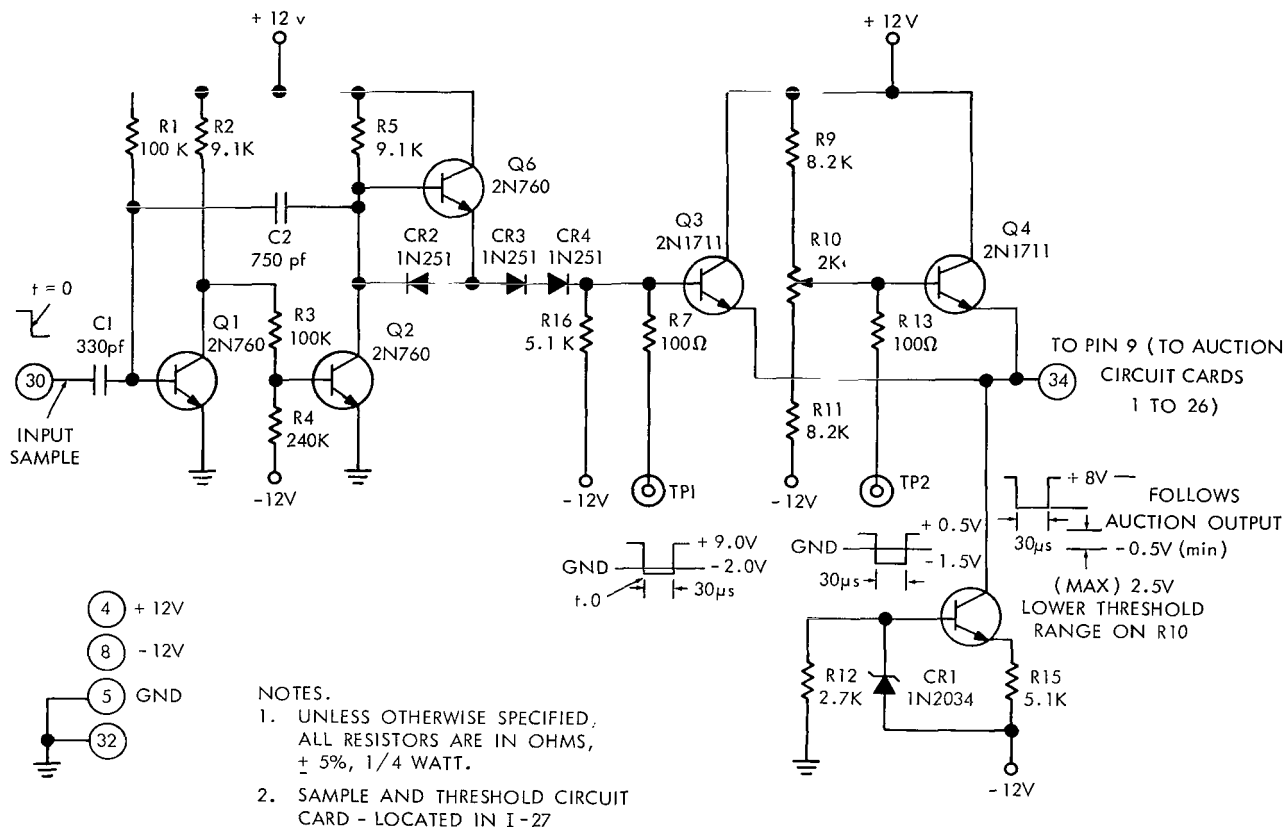 + 12 v
+ 12V
R1
100 K
R2
9.1K
R5
9.1K
Q6
2N760
C2
750 pf
CR2
1N251
CR3
1N251
CR4
1N251
Q3
2N1711
R9
8.2K
R10
2K
Q4
2N1711
t = 0
C1
330pf
30
INPUT
SAMPLE
Q1
2N760
R3
100K
Q2
2N760
R4
240K
-12V
R16
5.1 K
R7
100Ω
-12V
TP1
R11
8.2K
-12V
R13
100Ω
TP2
34
TO PIN 9 (TO AUCTION
CIRCUIT CARDS
1 TO 26)
GND
+ 9.0V
- 2.0V
t.0
30µs
GND
+ 0.5V
-1.5V
30µs
+ 8V
30µs
FOLLOWS
AUCTION OUTPUT
-0.5V (min)
(MAX) 2.5V
LOWER THRESHOLD
RANGE ON R10
R12
2.7K
CR1
1N2034
R15
5.1K
-12V
4 + 12V
8 - 12V
5 GND
32
NOTES.
1. UNLESS OTHERWISE SPECIFIED,
ALL RESISTORS ARE IN OHMS,
± 5%, 1/4 WATT.
2. SAMPLE AND THRESHOLD CIRCUIT
CARD - LOCATED IN I-27